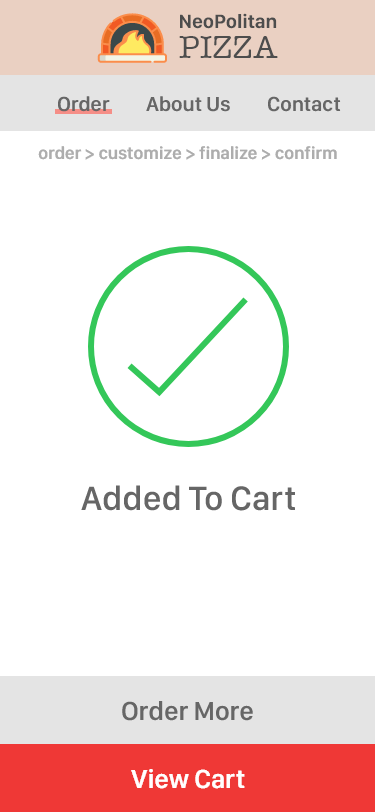 NeoPolitan
PIZZA
Order About Us Contact
order > customize > finalize > confirm
Added To Cart
Order More
View Cart